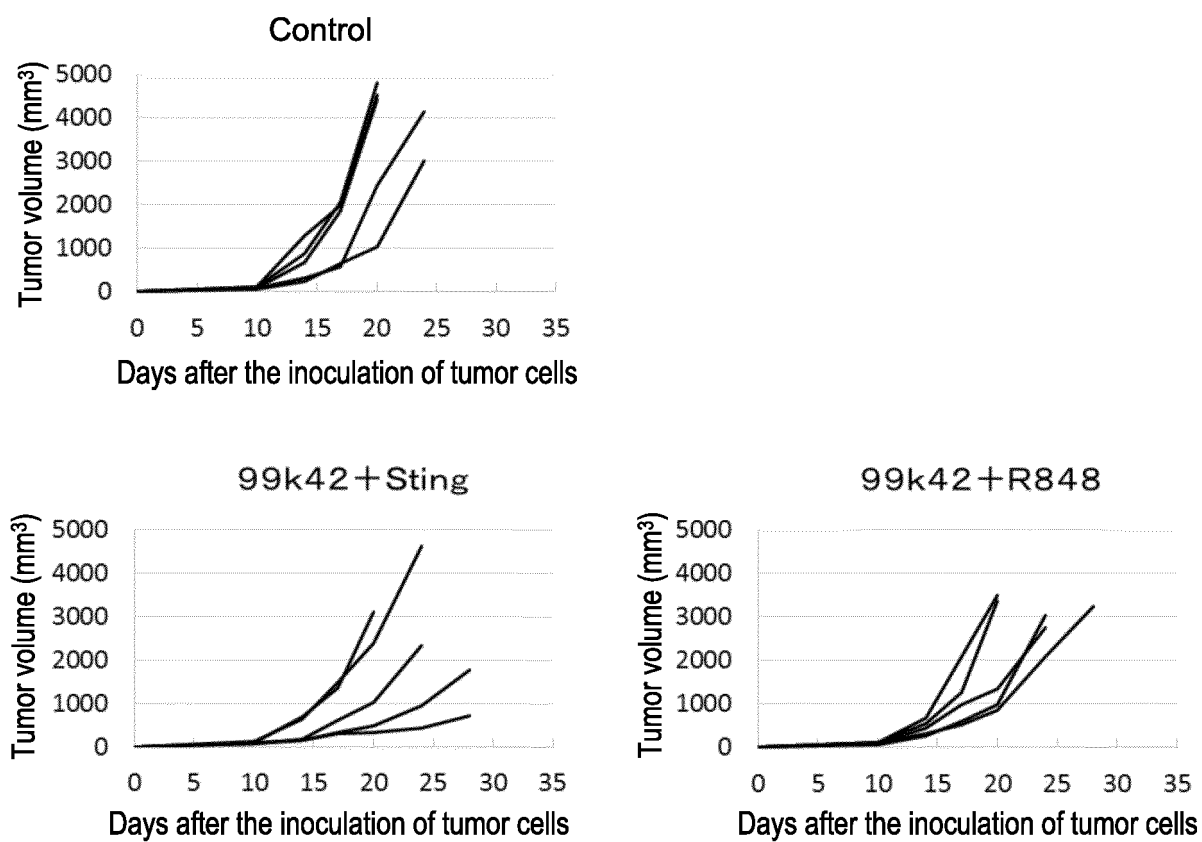 Control
Tumor volume (mm³)
5000
4000
3000
2000
1000
0
0 5 10 15 20 25 30 35
Days after the inoculation of tumor cells
99k42+Sting
Tumor volume (mm³)
5000
4000
3000
2000
1000
0
0 5 10 15 20 25 30 35
Days after the inoculation of tumor cells
99k42+R848
Tumor volume (mm³)
5000
4000
3000
2000
1000
0
0 5 10 15 20 25 30 35
Days after the inoculation of tumor cells